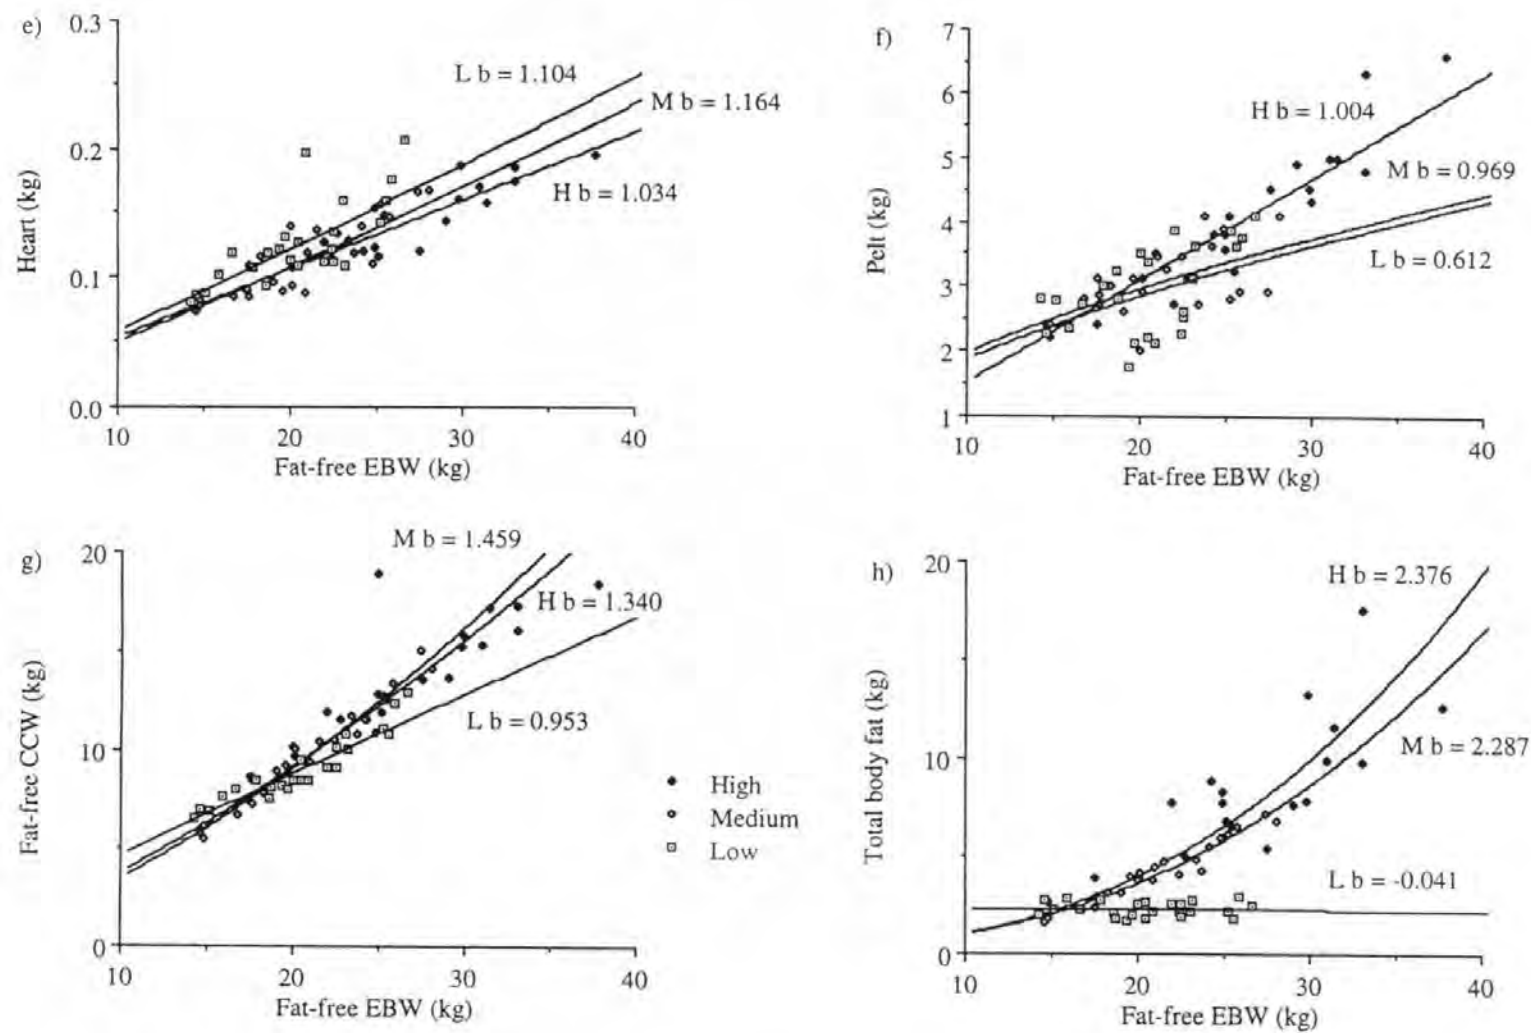 e)
0.3
0.2
0.1
0.0
Heart (kg)
L b = 1.104
M b = 1.164
H b = 1.034
10 20 30 40
Fat-free EBW (kg)
f)
7
6
5
4
3
2
1
Pelt (kg)
H b = 1.004
M b = 0.969
L b = 0.612
10 20 30 40
Fat-free EBW (kg)
g)
20
10
0
Fat-free CCW (kg)
M b = 1.459
H b = 1.340
L b = 0.953
10 20 30 40
Fat-free EBW (kg)
High
Medium
Low
h)
20
10
0
Total body fat (kg)
H b = 2.376
M b = 2.287
L b = -0.041
10 20 30 40
Fat-free EBW (kg)